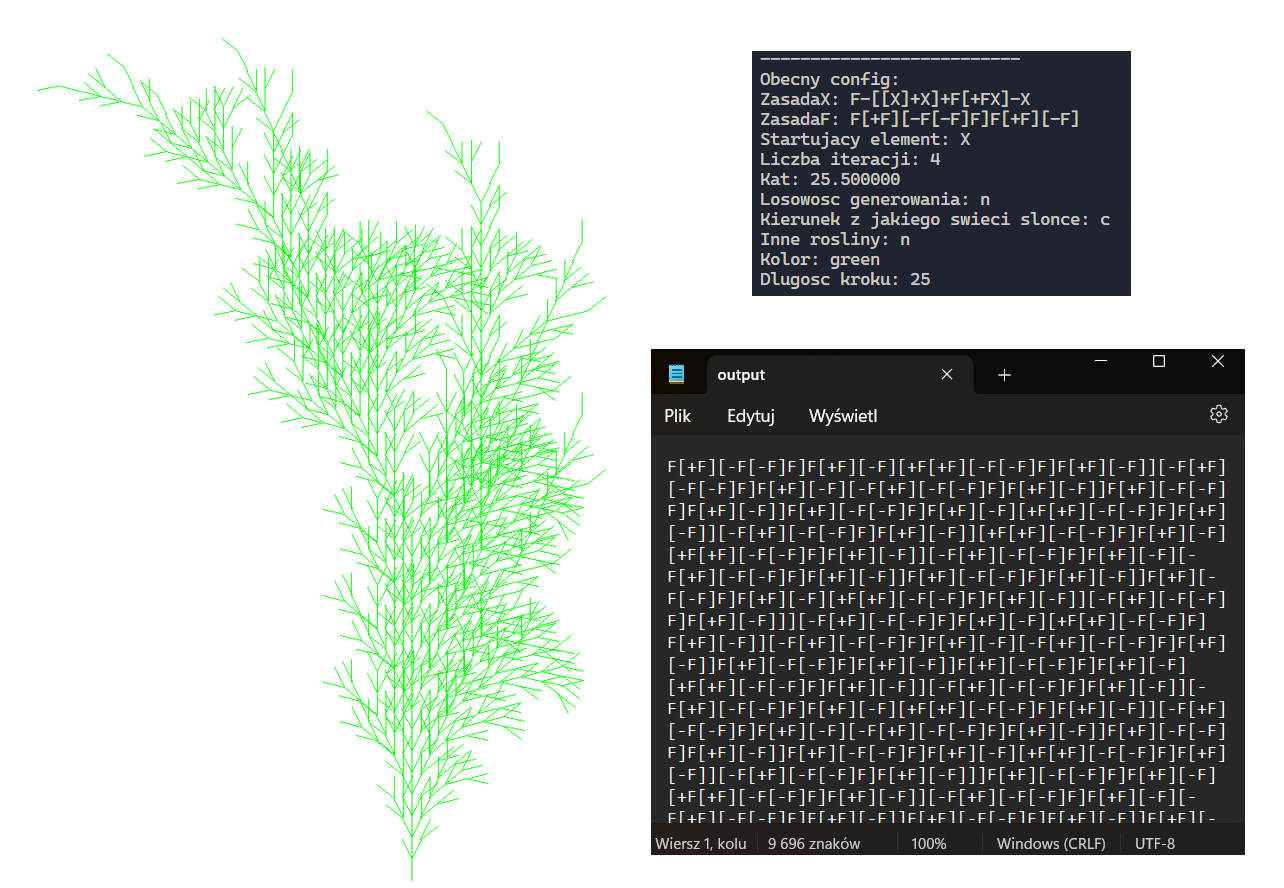 --------------------------
Obecny config:
ZasadaX: F-[[X]+X]+F[+FX]-X
ZasadaF: F[+F][-F[-F]F]F[+F][-F]
Startujacy element: X
Liczba iteracji: 4
Kat: 25.500000
Losowosc generowania: n
Kierunek z jakiego swieci slonce: c
Inne rosliny: n
Kolor: green
Dlugosc kroku: 25
output
Plik Edytuj Wyświetl
F[+F][-F[-F]F]F[+F][-F][+F[+F][-F[-F]F]F[+F][-F]][-F[+F]
[-F[-F]F]F[+F][-F][-F[+F][-F[-F]F]F[+F][-F]]F[+F][-F[-F]
F]F[+F][-F]]F[+F][-F[-F]F]F[+F][-F][+F[+F][-F[-F]F]F[+F]
[-F]][-F[+F][-F[-F]F]F[+F][-F]][+F[+F][-F[-F]F]F[+F][-F]
[+F[+F][-F[-F]F]F[+F][-F]][-F[+F][-F[-F]F]F[+F][-F][-
F[+F][-F[-F]F]F[+F][-F]]F[+F][-F[-F]F]F[+F][-F]]F[+F][-
F[-F]F]F[+F][-F][+F[+F][-F[-F]F]F[+F][-F]][-F[+F][-F[-F]
F]F[+F][-F]]][-F[+F][-F[-F]F]F[+F][-F][+F[+F][-F[-F]F]
F[+F][-F]][-F[+F][-F[-F]F]F[+F][-F][-F[+F][-F[-F]F]F[+F]
[-F]]F[+F][-F[-F]F]F[+F][-F]]F[+F][-F[-F]F]F[+F][-F]
[+F[+F][-F[-F]F]F[+F][-F]][-F[+F][-F[-F]F]F[+F][-F]][-
F[+F][-F[-F]F]F[+F][-F][+F[+F][-F[-F]F]F[+F][-F]][-F[+F]
[-F[-F]F]F[+F][-F][-F[+F][-F[-F]F]F[+F][-F]]F[+F][-F[-F]
F]F[+F][-F]]F[+F][-F[-F]F]F[+F][-F][+F[+F][-F[-F]F]F[+F]
[-F]][-F[+F][-F[-F]F]F[+F][-F]]]F[+F][-F[-F]F]F[+F][-F]
[+F[+F][-F[-F]F]F[+F][-F]][-F[+F][-F[-F]F]F[+F][-F][-
F[+F][-F[-F]F]F[+F][-F]]F[+F][-F[-F]F]F[+F][-F]]F[+F][-
Wiersz 1, kolu 9 696 znaków 100% Windows (CRLF) UTF-8